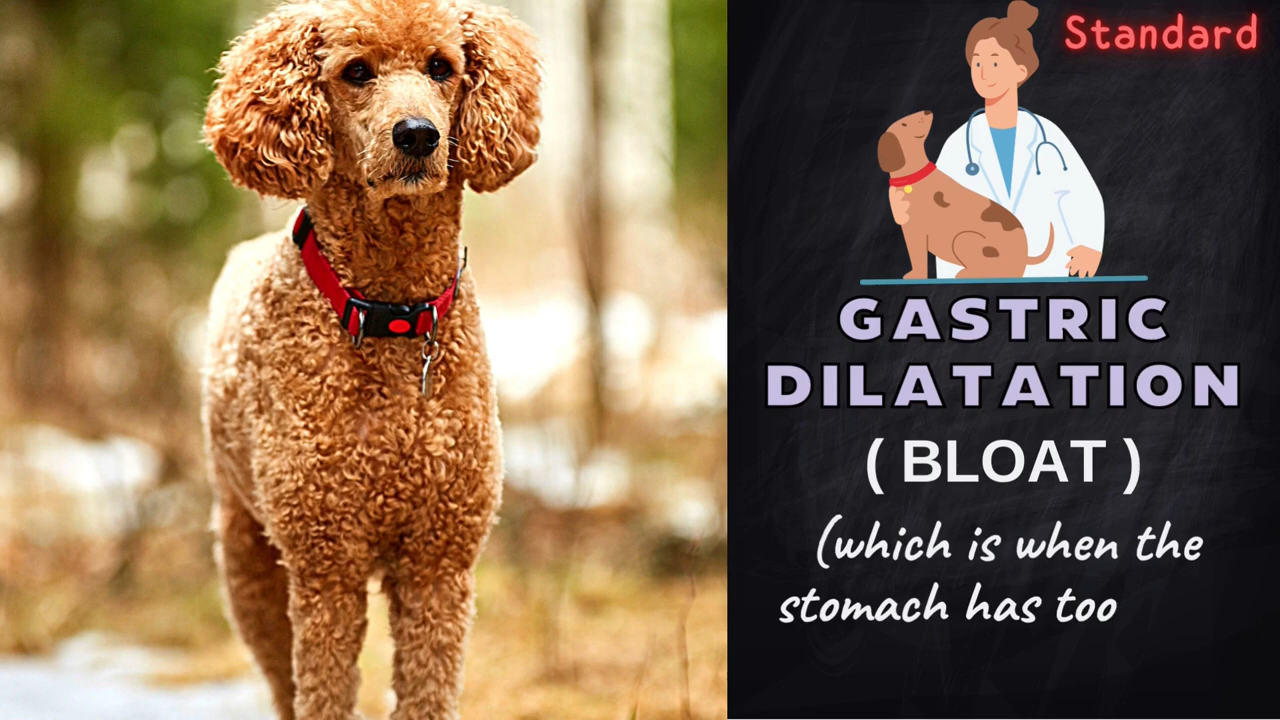 Standard
GASTRIC
DILATATION
( BLOAT )
(which is when the
stomach has too